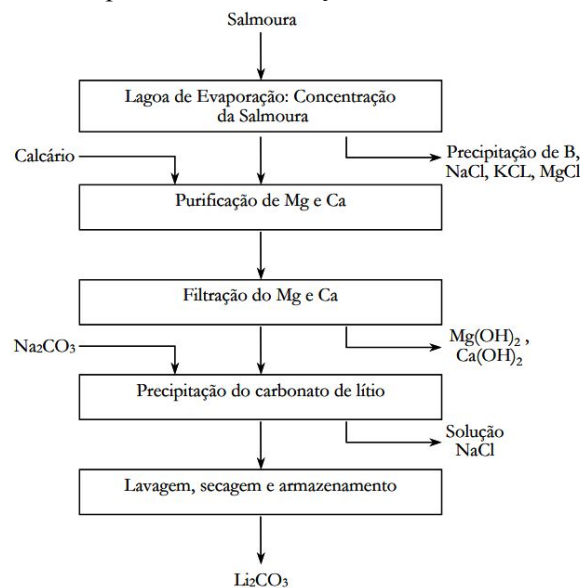 Salmoura
Lagoa de Evaporação: Concentração
da Salmoura
Calcário
Precipitação de B,
NaCl, KCL, MgCl
Purificação de Mg e Ca
Filtração do Mg e Ca
Na₂CO₃
Mg(OH)₂ ,
Ca(OH)₂
Precipitação do carbonato de lítio
Solução
NaCl
Lavagem, secagem e armazenamento
Li₂CO₃